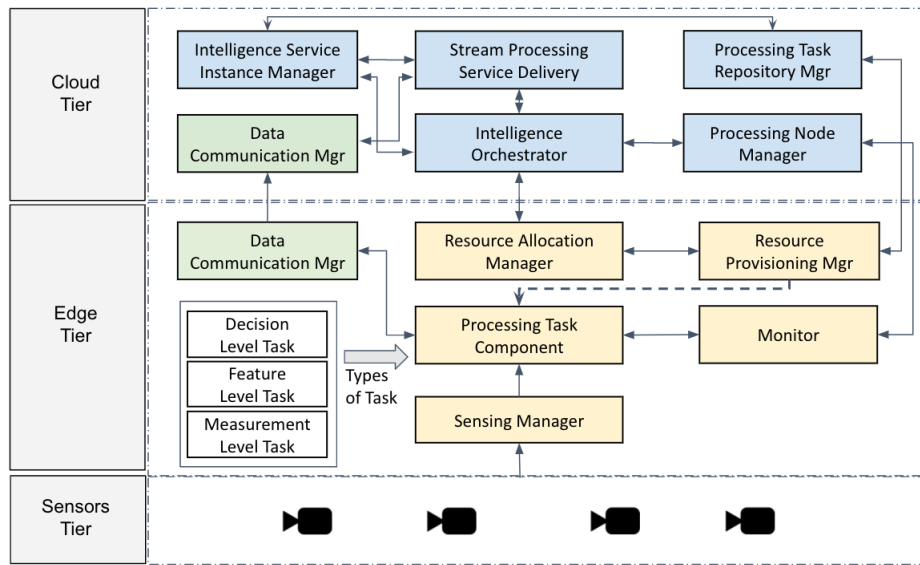 Cloud
Tier
Intelligence Service
Instance Manager
Stream Processing
Service Delivery
Processing Task
Repository Mgr
Data
Communication Mgr
Intelligence
Orchestrator
Processing Node
Manager
Edge
Tier
Data
Communication Mgr
Resource Allocation
Manager
Resource
Provisioning Mgr
Decision
Level Task
Feature
Level Task
Measurement
Level Task
Types
of Task
Processing Task
Component
Monitor
Sensing Manager
Sensors
Tier